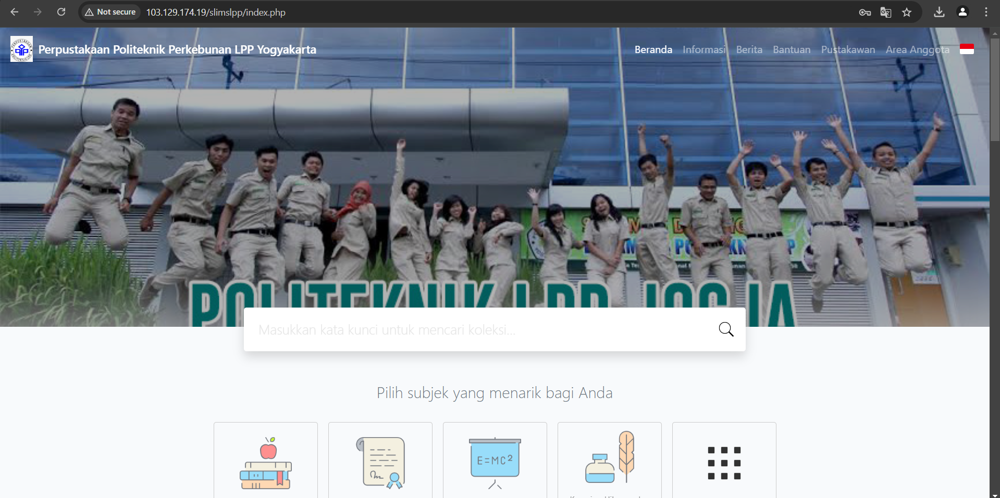 Not secure
103.129.174.19/slimslpp/index.php
Perpustakaan Politeknik Perkebunan LPP Yogyakarta
Beranda Informasi Berita Bantuan Pustakawan Area Anggota
POLITEKNIK LPP JOGJA
Masukkan kata kunci untuk mencari koleksi...
Pilih subjek yang menarik bagi Anda
E=MC²